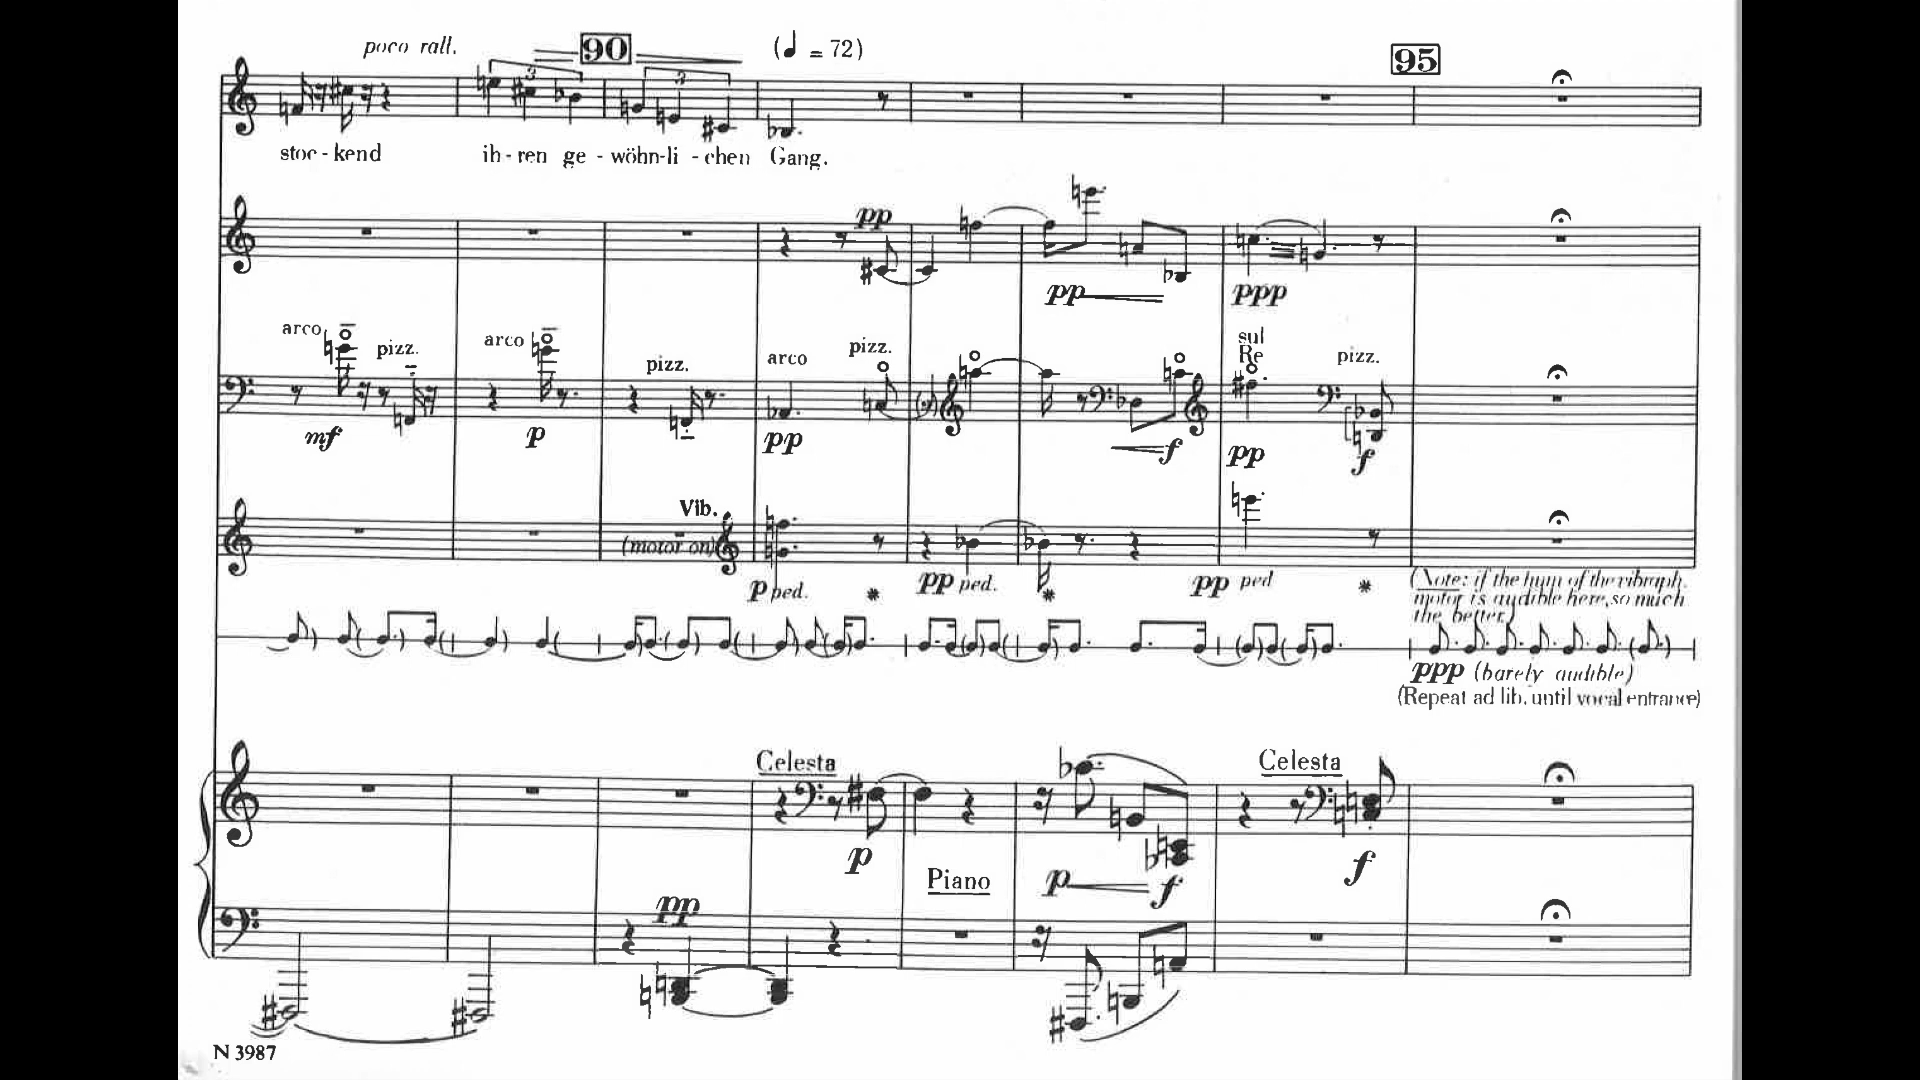 poco rall.
90
(♩ = 72)
95
3
3
stoc - kend ih - ren ge - wöhn - li - chen Gang.
pp
pp
ppp
arco
pizz.
arco
pizz.
arco
pizz.
sul
Re
pizz.
mf
p
pp
f
pp
f
Vib.
(motor on)
p ped. *
pp ped. *
pp ped *
(Note: if the hum of the vibraph.
motor is audible here, so much
the better.)
ppp (barely audible)
(Repeat ad lib. until vocal entrance)
Celesta
Celesta
p
p
f
f
Piano
pp
N 3987